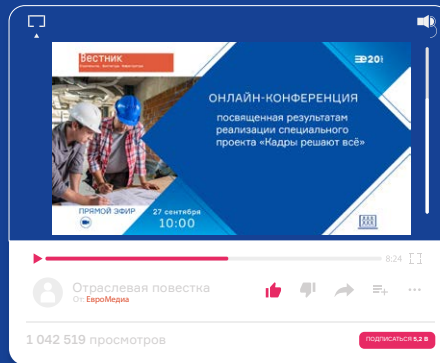 Вестник
ОНЛАЙН-КОНФЕРЕНЦИЯ
посвященная результатам
реализации специального
проекта «Кадры решают всё»
ПРЯМОЙ ЭФИР
27 сентября
10:00
8:24
Отраслевая повестка
От: ЕвроМедиа
1 042 519 просмотров
ПОДПИСАТЬСЯ 5,2 В